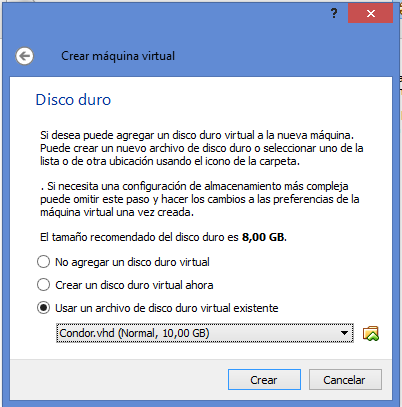 ?
Crear máquina virtual
Disco duro
Si desea puede agregar un disco duro virtual a la nueva máquina.
Puede crear un nuevo archivo de disco duro o seleccionar uno de la
lista o de otra ubicación usando el icono de la carpeta.
. Si necesita una configuración de almacenamiento más compleja
puede omitir este paso y hacer los cambios a las preferencias de la
máquina virtual una vez creada.
El tamaño recomendado del disco duro es 8,00 GB.
No agregar un disco duro virtual
Crear un disco duro virtual ahora
Usar un archivo de disco duro virtual existente
Condor.vhd (Normal, 10,00 GB)
Crear
Cancelar